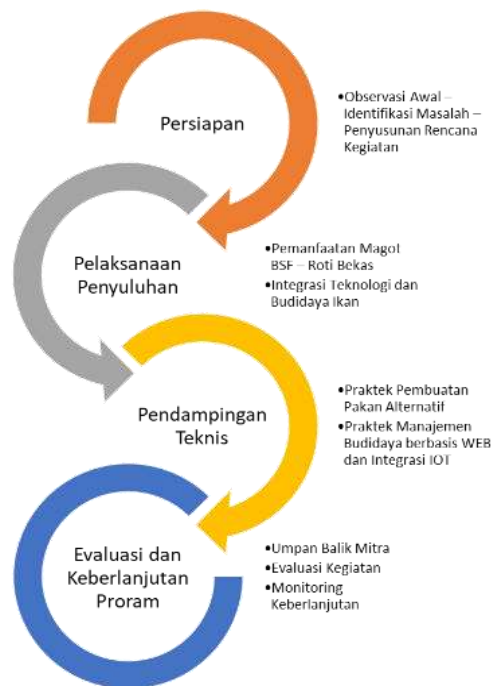 Persiapan
•Observasi Awal –
Identifikasi Masalah –
Penyusunan Rencana
Kegiatan
Pelaksanaan
Penyuluhan
•Pemanfaatan Magot
BSF – Roti Bekas
•Integrasi Teknologi dan
Budidaya Ikan
Pendampingan
Teknis
•Praktek Pembuatan
Pakan Alternatif
•Praktek Manajemen
Budidaya berbasis WEB
dan Integrasi IOT
Evaluasi dan
Keberlanjutan
Proram
•Umpan Balik Mitra
•Evaluasi Kegiatan
•Monitoring
Keberlanjutan